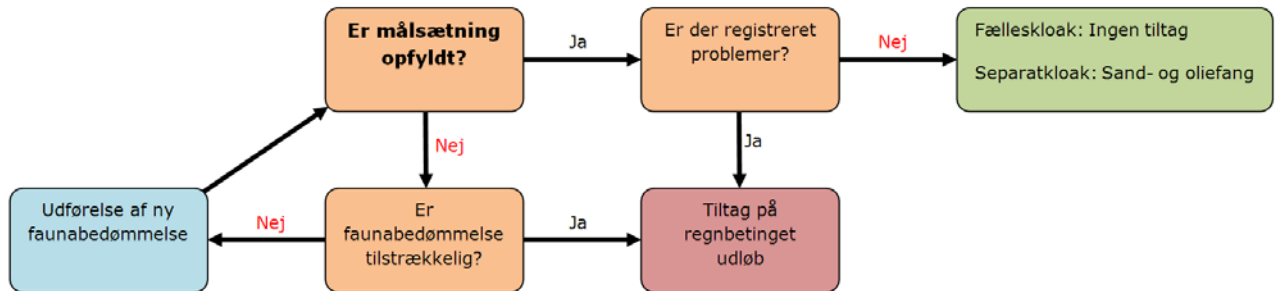 Er målsætning
opfyldt?
Ja
Er der registreret
problemer?
Nej
Fælleskloak: Ingen tiltag
Separatkloak: Sand- og oliefang
Nej
Ja
Udførelse af ny
faunabedømmelse
Nej
Er
faunabedømmelse
tilstrækkelig?
Ja
Tiltag på
regnbetinget
udløb